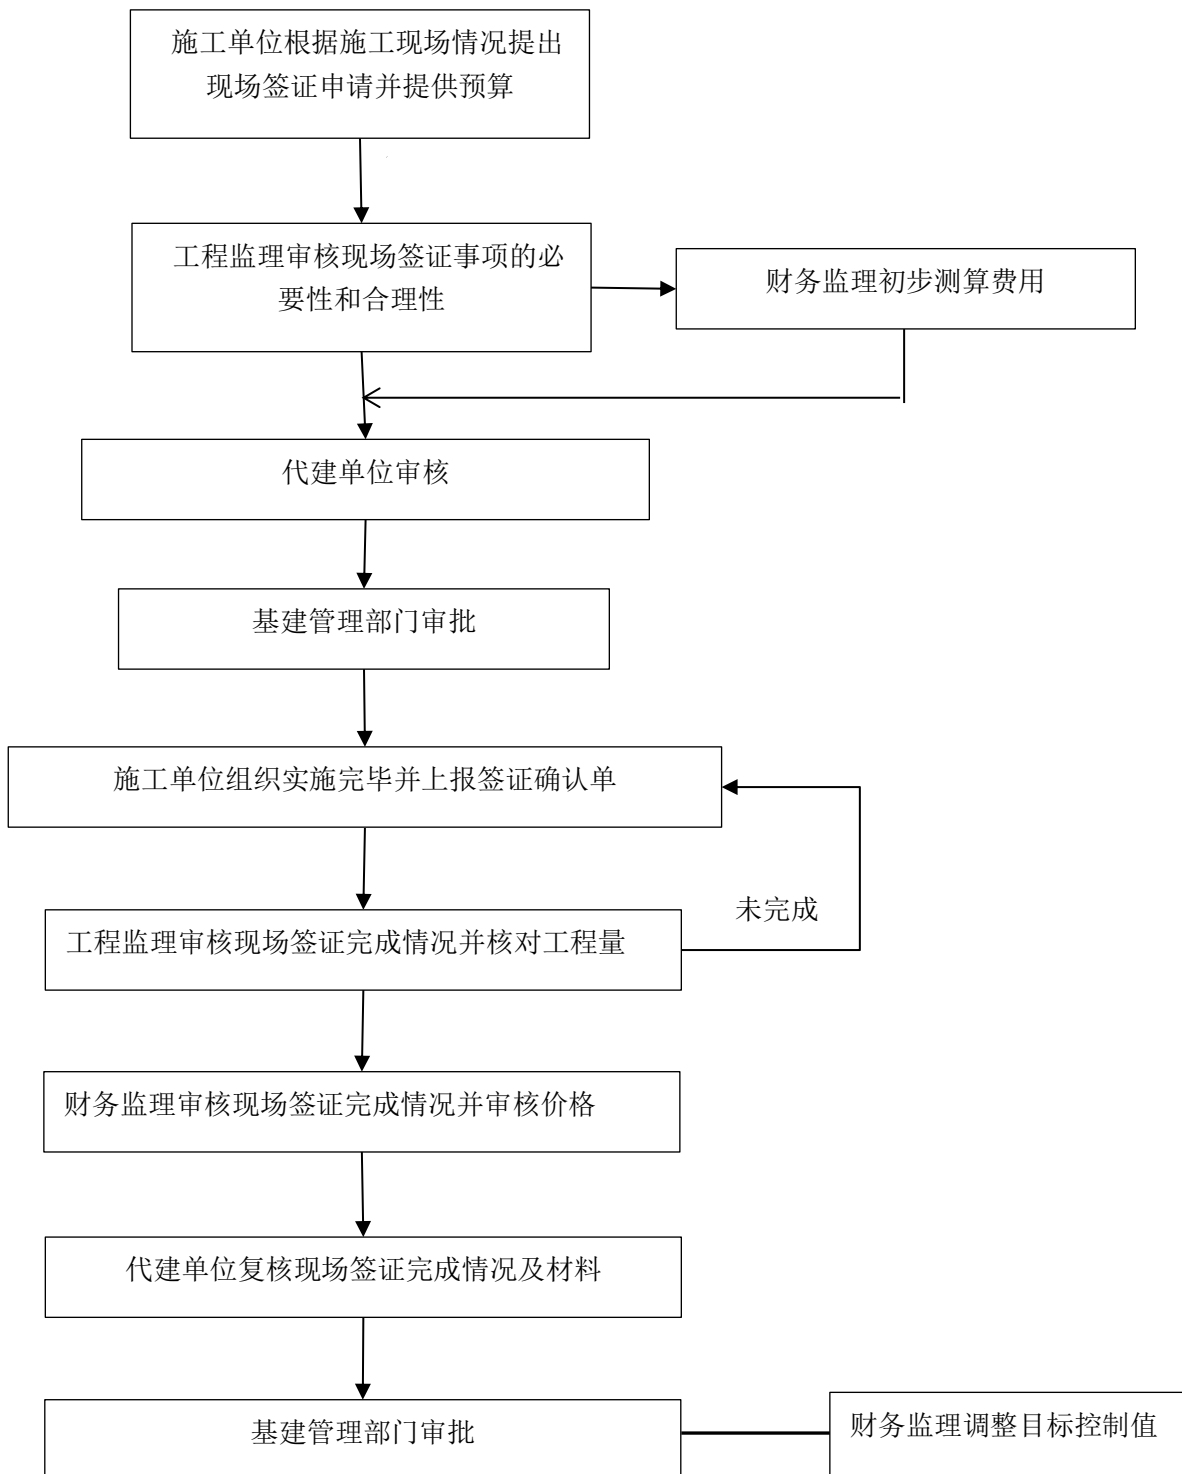 施工单位根据施工现场情况提出
现场签证申请并提供预算
工程监理审核现场签证事项的必
要性和合理性
财务监理初步测算费用
代建单位审核
基建管理部门审批
施工单位组织实施完毕并上报签证确认单
未完成
工程监理审核现场签证完成情况并核对工程量
财务监理审核现场签证完成情况并审核价格
代建单位复核现场签证完成情况及材料
基建管理部门审批
财务监理调整目标控制值